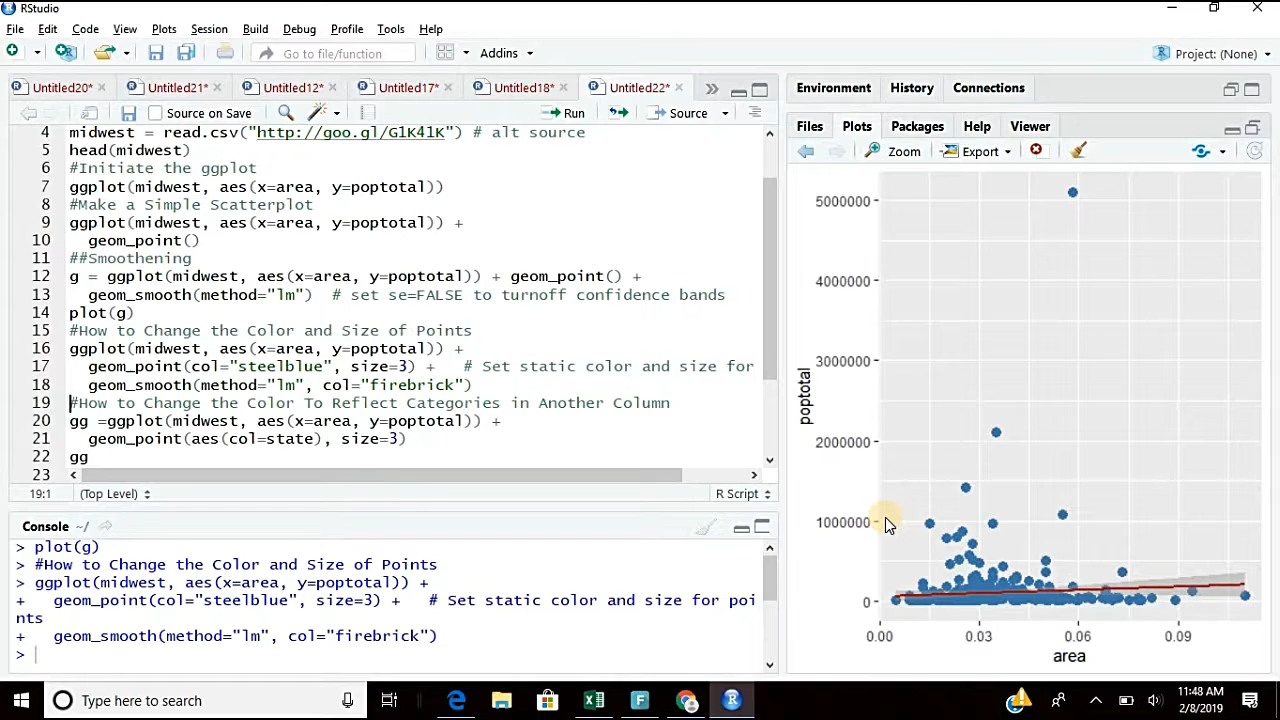 RStudio
File Edit Code View Plots Session Build Debug Profile Tools Help
Go to file/function Addins Project: (None)
Untitled20* Untitled21* Untitled12* Untitled17* Untitled18* Untitled22*
Source on Save Run Source
4 midwest = read.csv("http://goo.gl/G1K41K") # alt source
5 head(midwest)
6 #Initiate the ggplot
7 ggplot(midwest, aes(x=area, y=poptotal))
8 #Make a Simple Scatterplot
9 ggplot(midwest, aes(x=area, y=poptotal)) +
10 geom_point()
11 ##Smoothening
12 g = ggplot(midwest, aes(x=area, y=poptotal)) + geom_point() +
13 geom_smooth(method="lm") # set se=FALSE to turnoff confidence bands
14 plot(g)
15 #How to Change the Color and Size of Points
16 ggplot(midwest, aes(x=area, y=poptotal)) +
17 geom_point(col="steelblue", size=3) + # Set static color and size for
18 geom_smooth(method="lm", col="firebrick")
19 #How to Change the Color To Reflect Categories in Another Column
20 gg =ggplot(midwest, aes(x=area, y=poptotal)) +
21 geom_point(aes(col=state), size=3)
22 gg
23
19:1 (Top Level) R Script
Console ~/
> plot(g)
> #How to Change the Color and Size of Points
> ggplot(midwest, aes(x=area, y=poptotal)) +
+ geom_point(col="steelblue", size=3) + # Set static color and size for poi
nts
+ geom_smooth(method="lm", col="firebrick")
>
Environment History Connections
Files Plots Packages Help Viewer
Zoom Export
5000000
4000000
3000000
2000000
1000000
0
poptotal
0.00 0.03 0.06 0.09
area
Type here to search
11:48 AM
2/8/2019